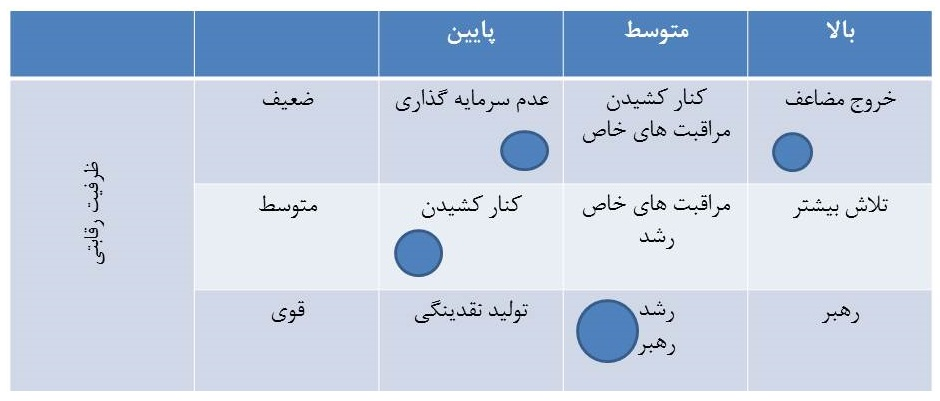 بالا
متوسط
پایین
خروج مضاعف
کنار کشیدن
مراقبت های خاص
عدم سرمایه گذاری
ضعیف
تلاش بیشتر
مراقبت های خاص
رشد
کنار کشیدن
متوسط
رهبر
رشد
رهبر
تولید نقدینگی
قوی
ظرفیت رقابتی